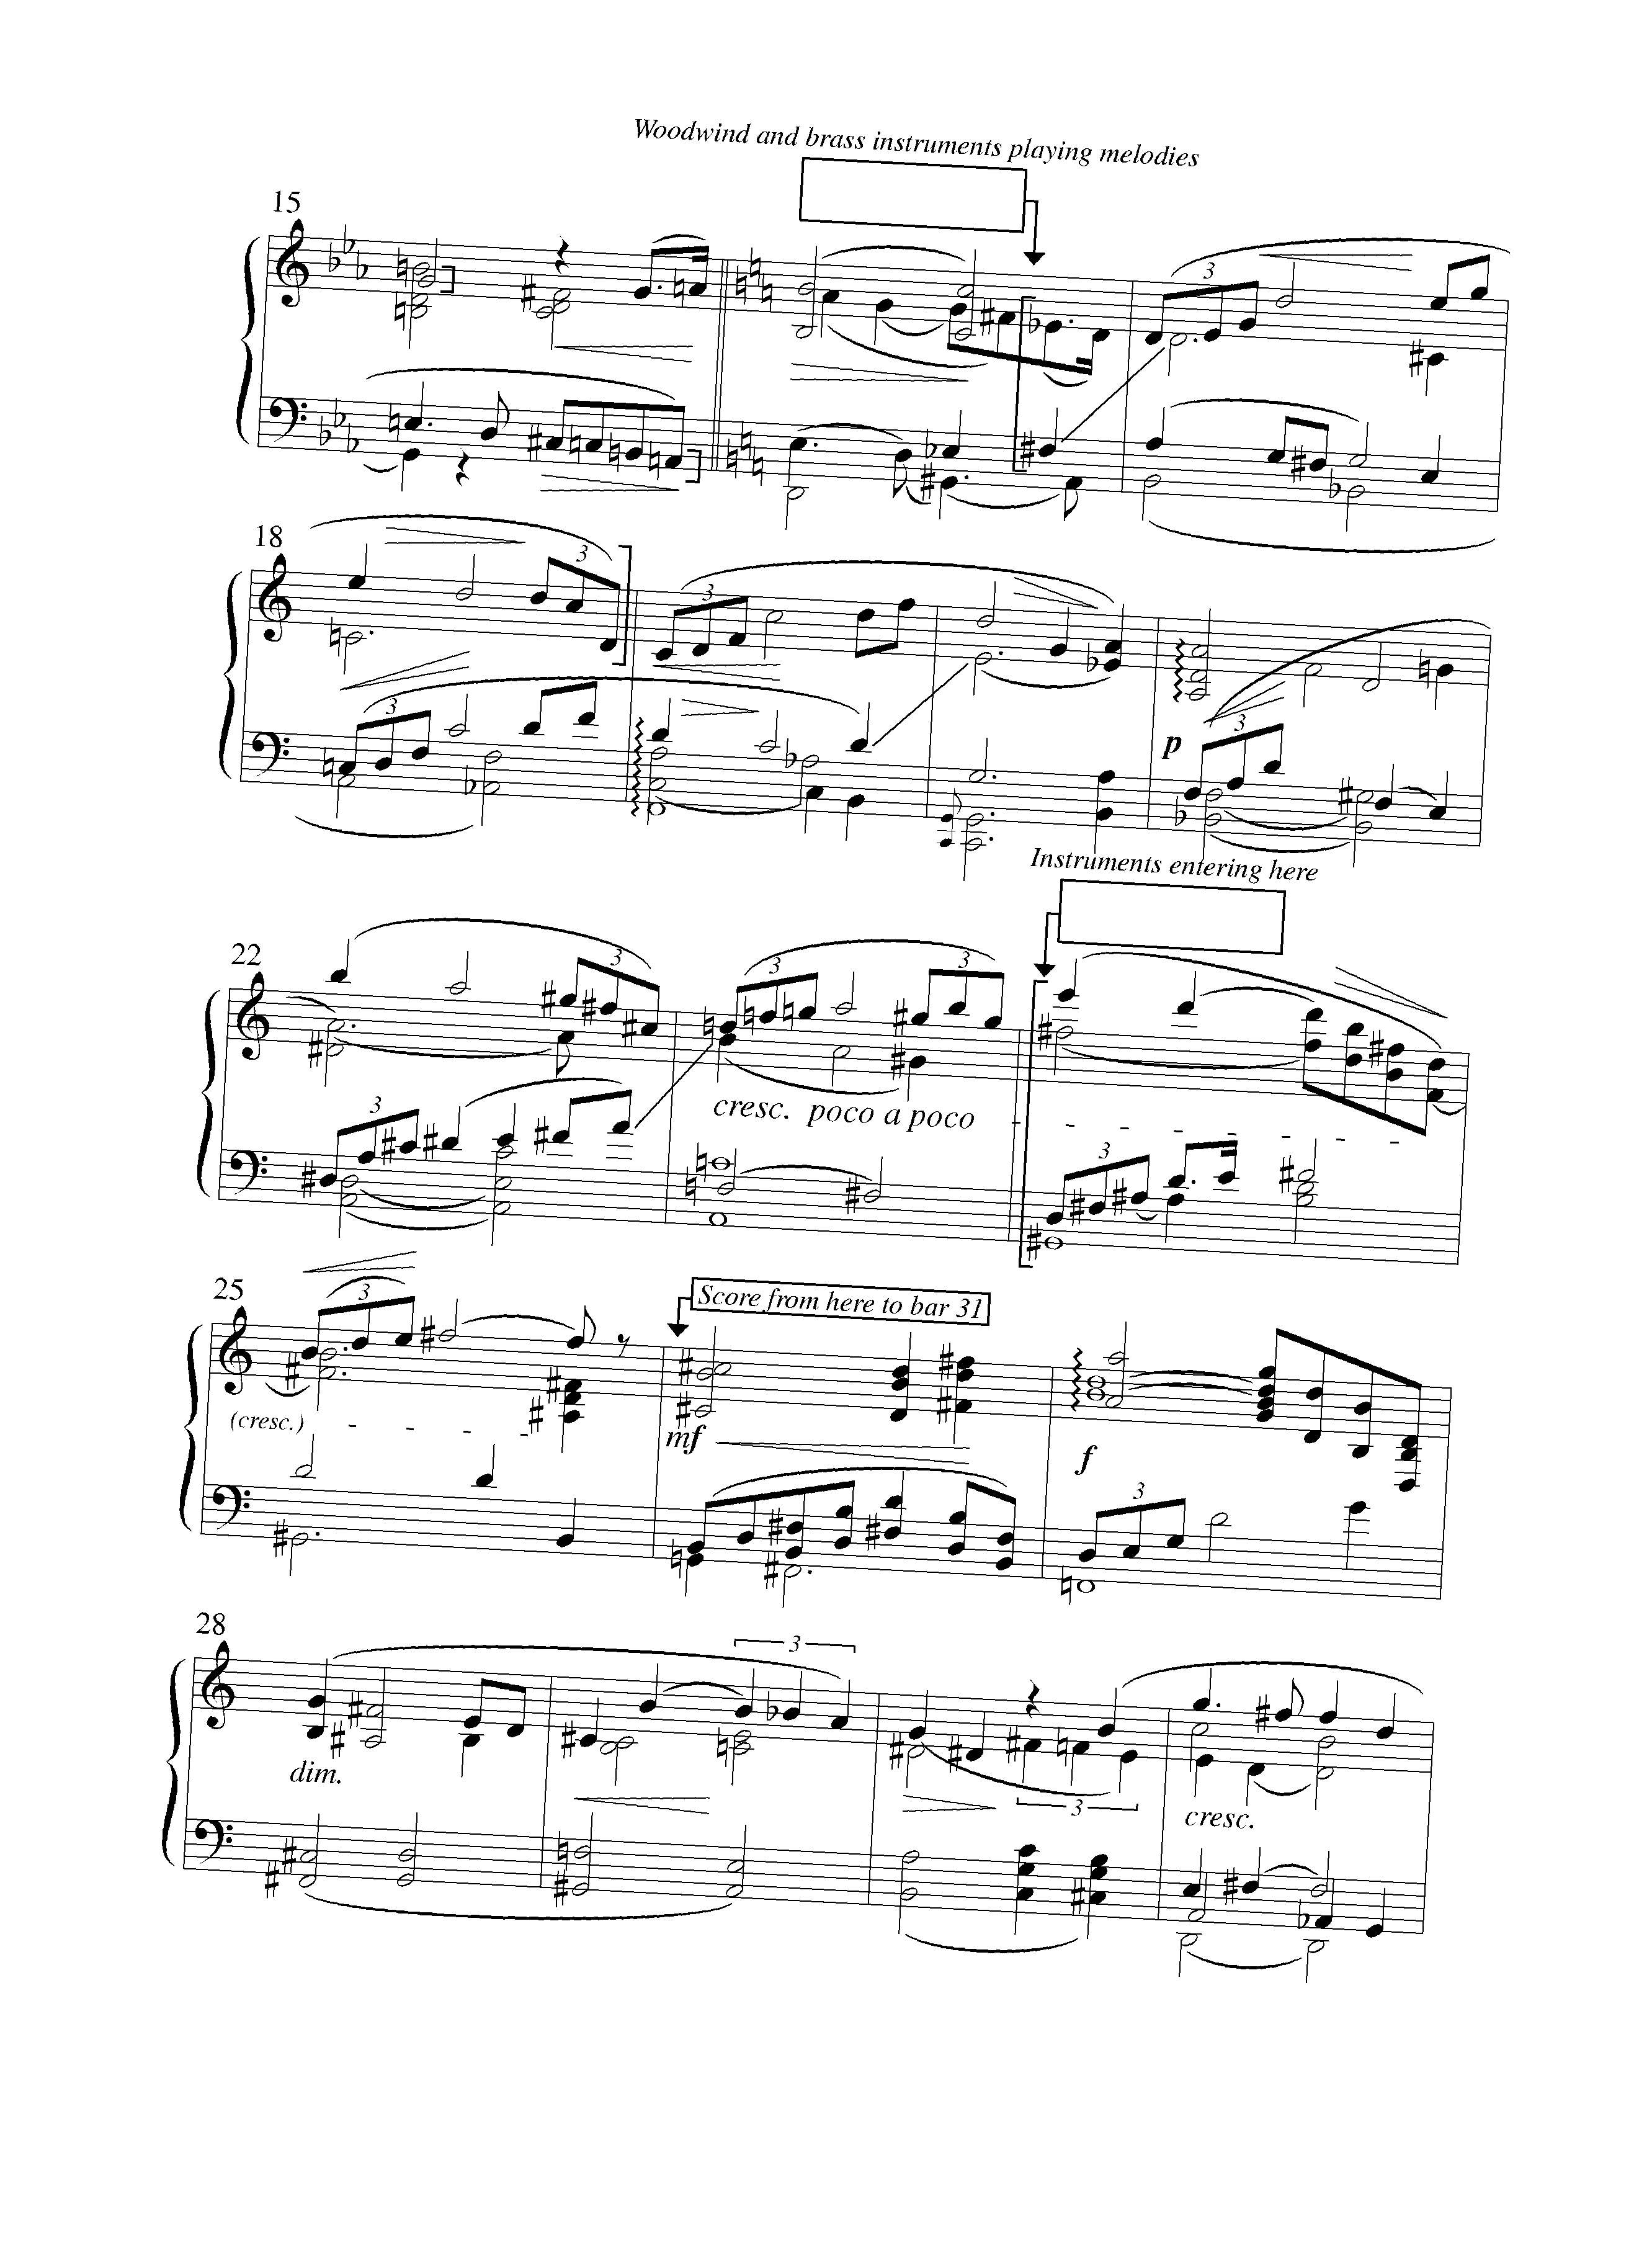 Woodwind and brass instruments playing melodies
15
3
18
3
3
3
p
3
Instruments entering here
22
3
3
3
3
cresc. poco a poco
3
25
3
Score from here to bar 31
(cresc.)
mf
f
3
28
3
dim.
3
cresc.